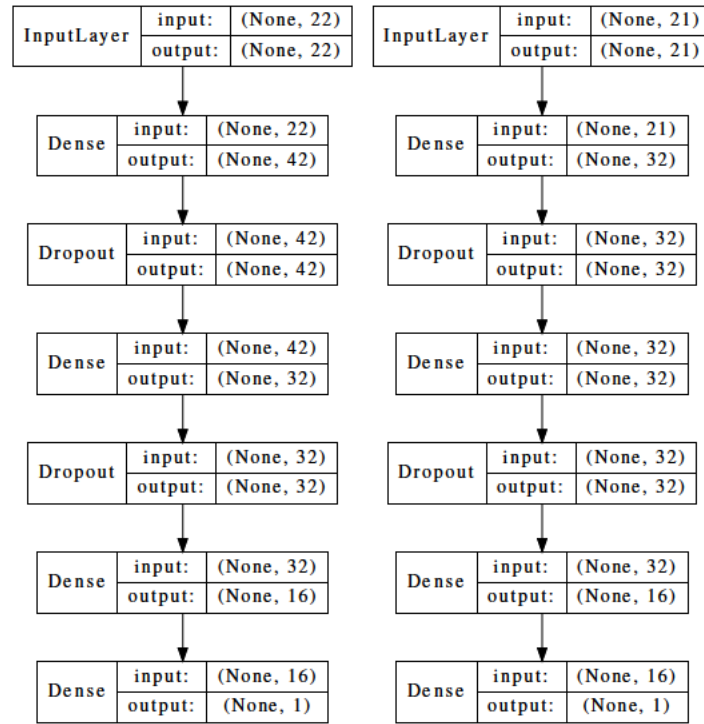 InputLayer input: (None, 22)
output: (None, 22)
Dense input: (None, 22)
output: (None, 42)
Dropout input: (None, 42)
output: (None, 42)
Dense input: (None, 42)
output: (None, 32)
Dropout input: (None, 32)
output: (None, 32)
Dense input: (None, 32)
output: (None, 16)
Dense input: (None, 16)
output: (None, 1)
InputLayer input: (None, 21)
output: (None, 21)
Dense input: (None, 21)
output: (None, 32)
Dropout input: (None, 32)
output: (None, 32)
Dense input: (None, 32)
output: (None, 32)
Dropout input: (None, 32)
output: (None, 32)
Dense input: (None, 32)
output: (None, 16)
Dense input: (None, 16)
output: (None, 1)